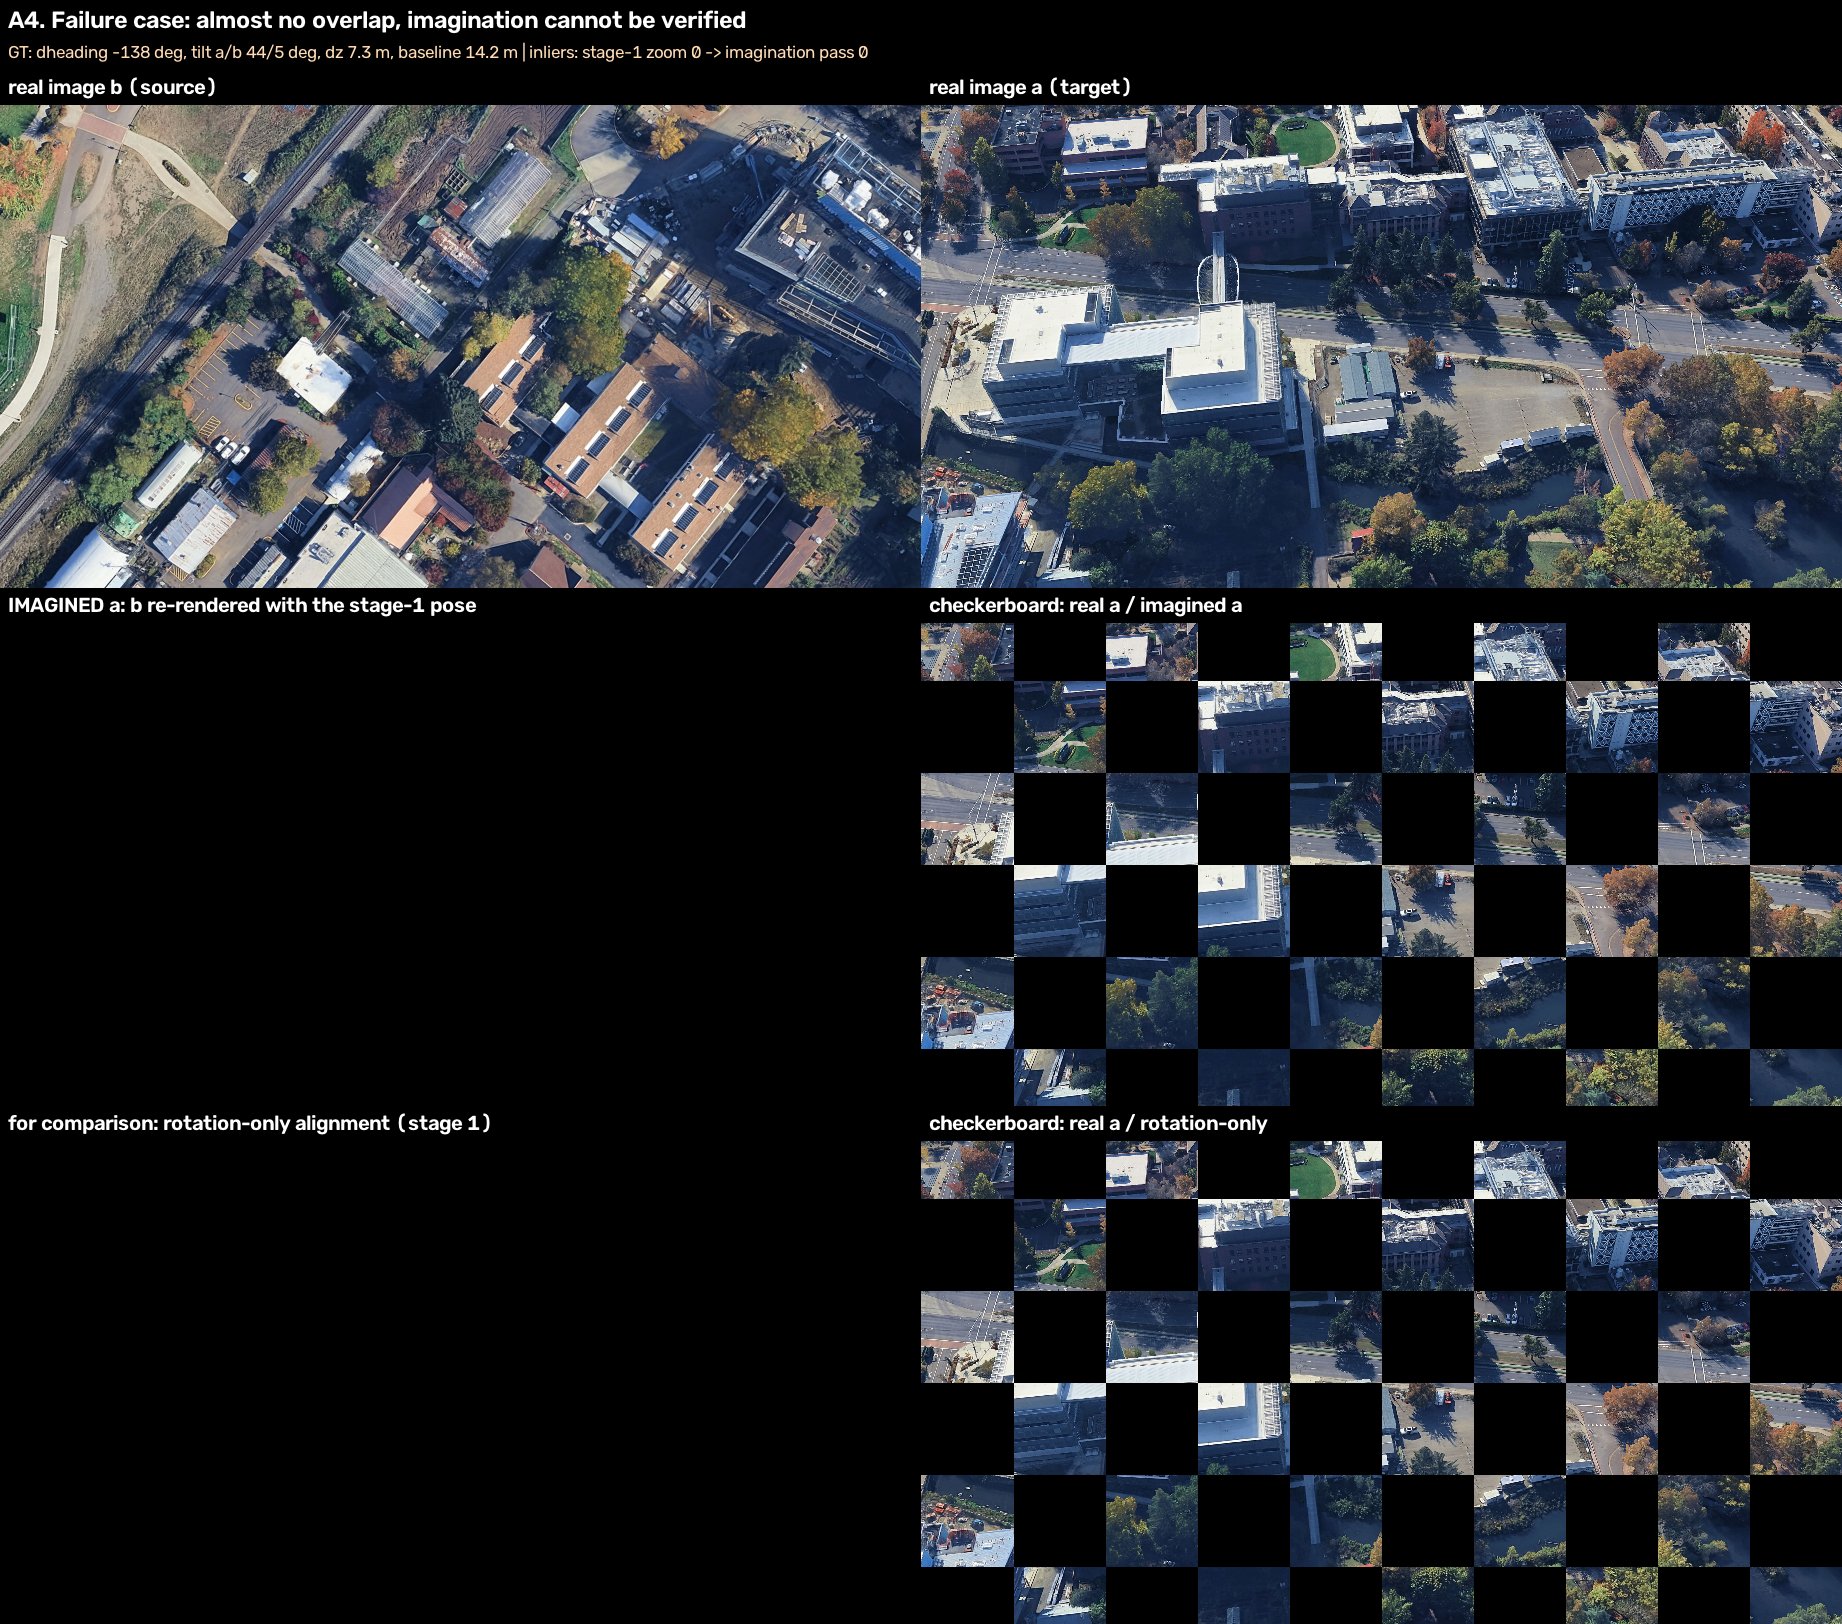 A4. Failure case: almost no overlap, imagination cannot be verified
GT: dheading -138 deg, tilt a/b 44/5 deg, dz 7.3 m, baseline 14.2 m | inliers: stage-1 zoom 0 -> imagination pass 0
real image b (source)
real image a (target)
IMAGINED a: b re-rendered with the stage-1 pose
checkerboard: real a / imagined a
for comparison: rotation-only alignment (stage 1)
checkerboard: real a / rotation-only